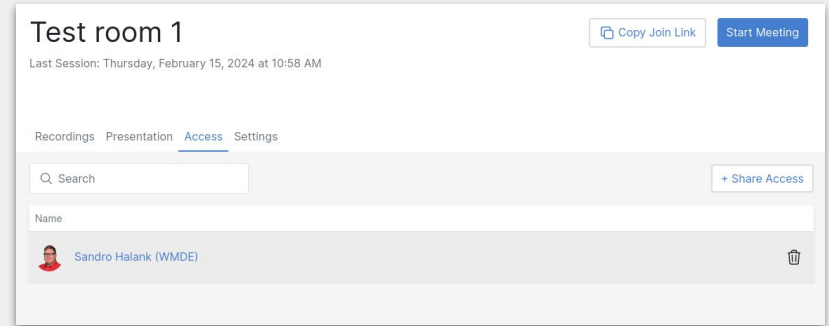 Test room 1
Copy Join Link
Start Meeting
Last Session: Thursday, February 15, 2024 at 10:58 AM
Recordings Presentation Access Settings
Search
+ Share Access
Name
Sandro Halank (WMDE)